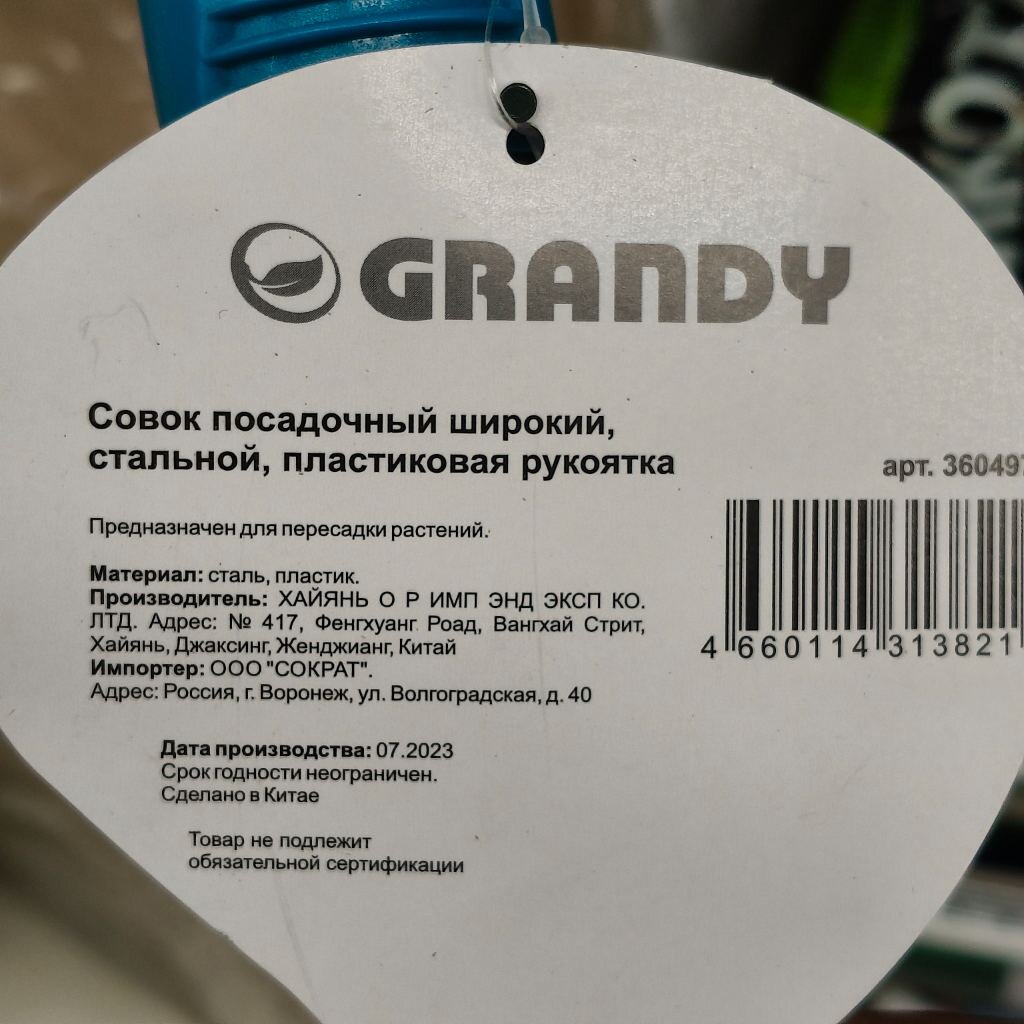 GRANDY
Совок посадочный широкий,
стальной, пластиковая рукоятка
арт. 360497
Предназначен для пересадки растений.
Материал: сталь, пластик.
Производитель: ХАЙЯНЬ О Р ИМП ЭНД ЭКСП КО.
ЛТД. Адрес: № 417, Фенгхуанг Роад, Вангхай Стрит,
Хайянь, Джаксинг, Женджианг, Китай
Импортер: ООО "СОКРАТ".
Адрес: Россия, г. Воронеж, ул. Волгоградская, д. 40
4 660114 313821
Дата производства: 07.2023
Срок годности неограничен.
Сделано в Китае
Товар не подлежит
обязательной сертификации